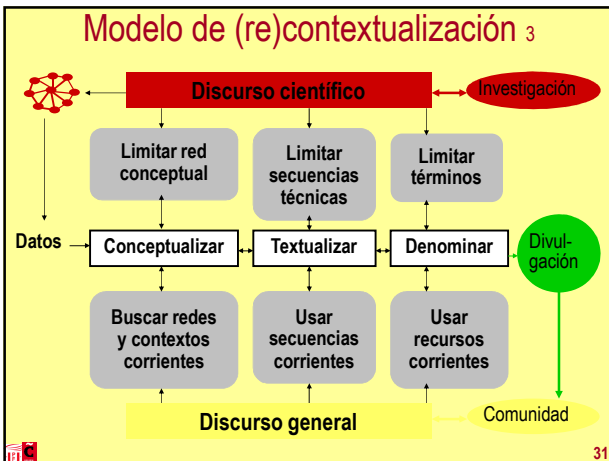 Modelo de (re)contextualización 3
Discurso científico
Investigación
Limitar red
conceptual
Limitar
secuencias
técnicas
Limitar
términos
Datos
Conceptualizar
Textualizar
Denominar
Divul-
gación
Buscar redes
y contextos
corrientes
Usar
secuencias
corrientes
Usar
recursos
corrientes
Discurso general
Comunidad
31